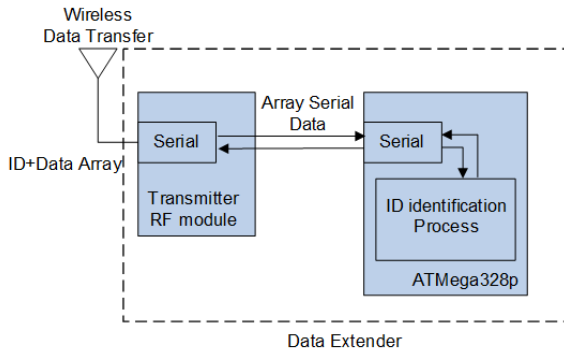 Wireless
Data Transfer
Array Serial
Data
Serial
Serial
ID+Data Array
Transmitter
RF module
ID identification
Process
ATMega328p
Data Extender